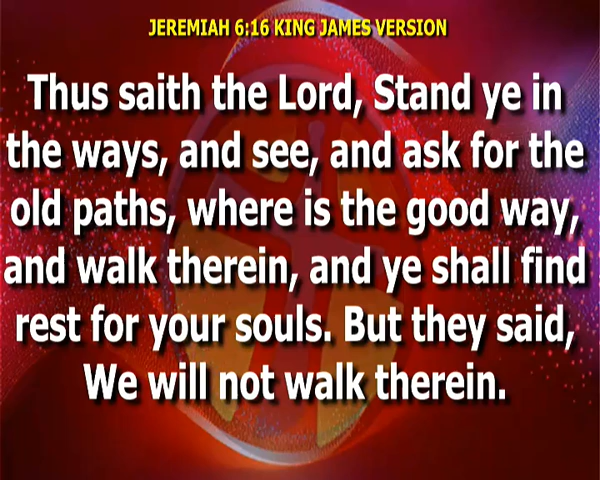 JEREMIAH 6:16 KING JAMES VERSION
Thus saith the Lord, Stand ye in
the ways, and see, and ask for the
old paths, where is the good way,
and walk therein, and ye shall find
rest for your souls. But they said,
We will not walk therein.